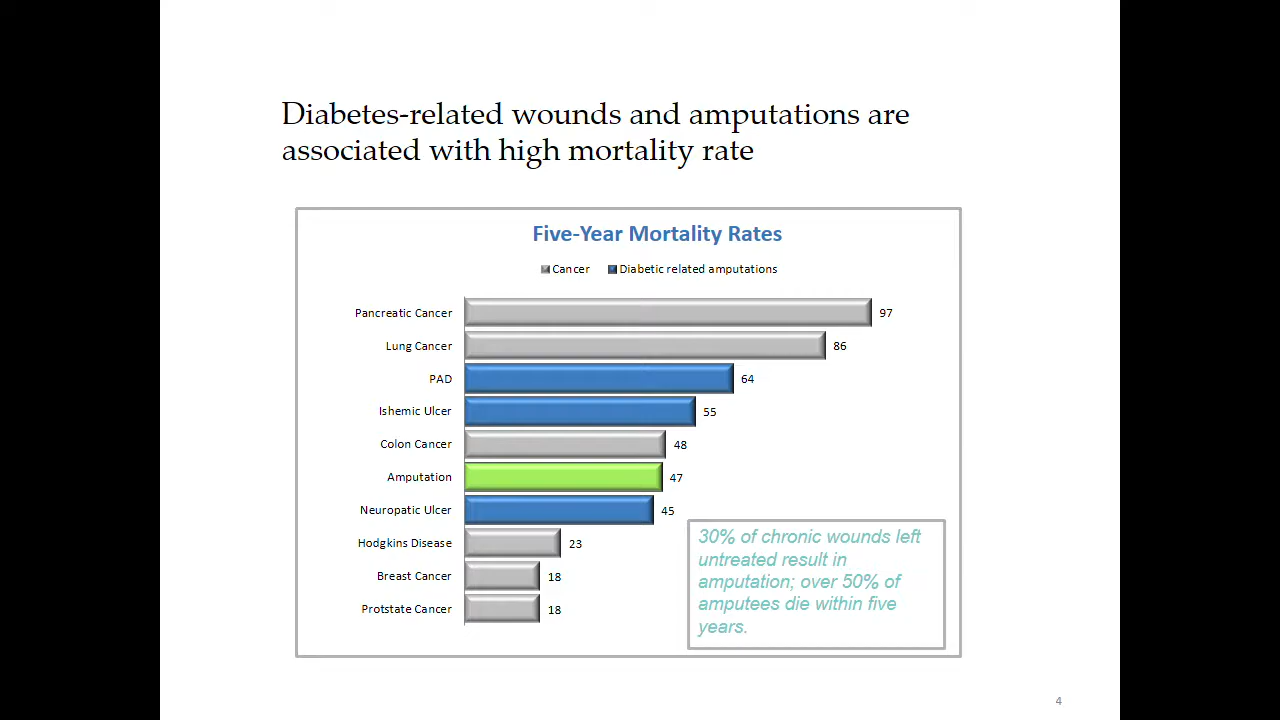 Diabetes-related wounds and amputations are
associated with high mortality rate
Five-Year Mortality Rates
Cancer Diabetic related amputations
Pancreatic Cancer 97
Lung Cancer 86
PAD 64
Ishemic Ulcer 55
Colon Cancer 48
Amputation 47
Neuropatic Ulcer 45
Hodgkins Disease 23
Breast Cancer 18
Protstate Cancer 18
30% of chronic wounds left
untreated result in
amputation; over 50% of
amputees die within five
years.
4